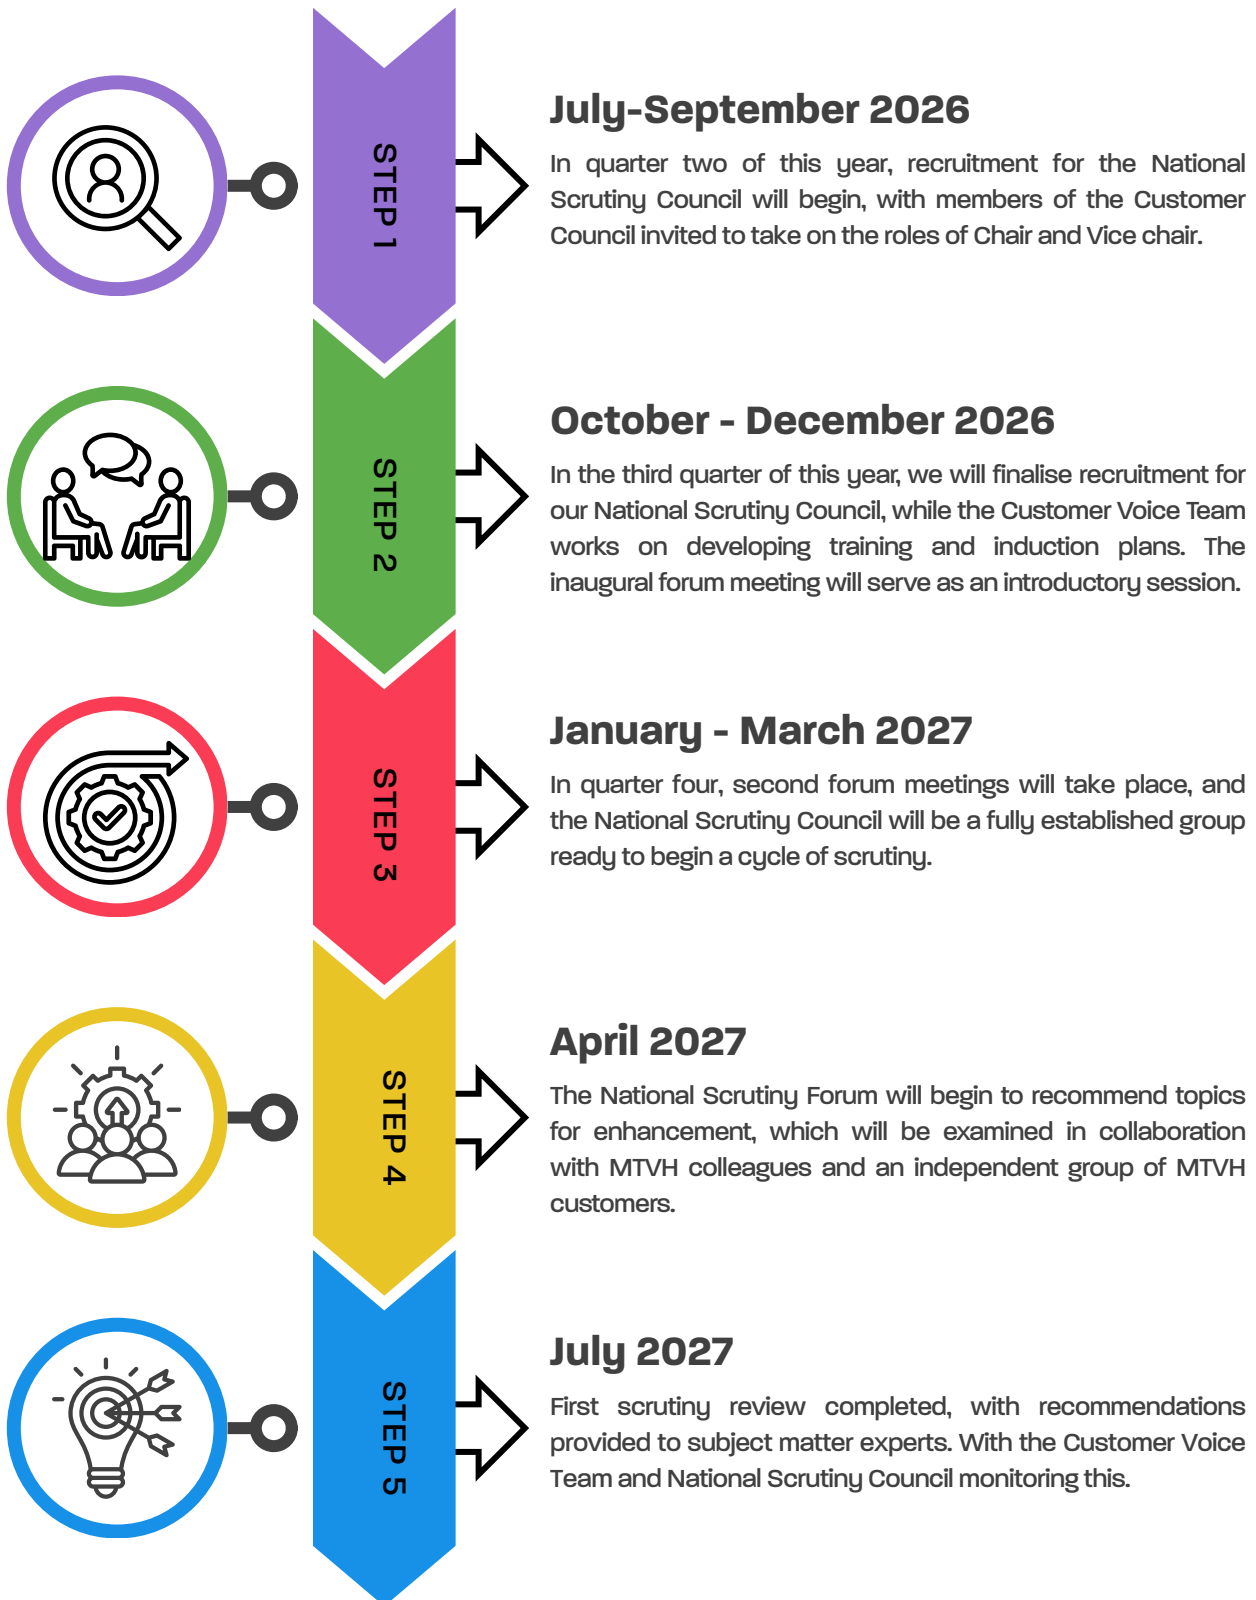 STEP 1
July-September 2026
In quarter two of this year, recruitment for the National
Scrutiny Council will begin, with members of the Customer
Council invited to take on the roles of Chair and Vice chair.
STEP 2
October - December 2026
In the third quarter of this year, we will finalise recruitment for
our National Scrutiny Council, while the Customer Voice Team
works on developing training and induction plans. The
inaugural forum meeting will serve as an introductory session.
STEP 3
January - March 2027
In quarter four, second forum meetings will take place, and
the National Scrutiny Council will be a fully established group
ready to begin a cycle of scrutiny.
STEP 4
April 2027
The National Scrutiny Forum will begin to recommend topics
for enhancement, which will be examined in collaboration
with MTVH colleagues and an independent group of MTVH
customers.
STEP 5
July 2027
First scrutiny review completed, with recommendations
provided to subject matter experts. With the Customer Voice
Team and National Scrutiny Council monitoring this.